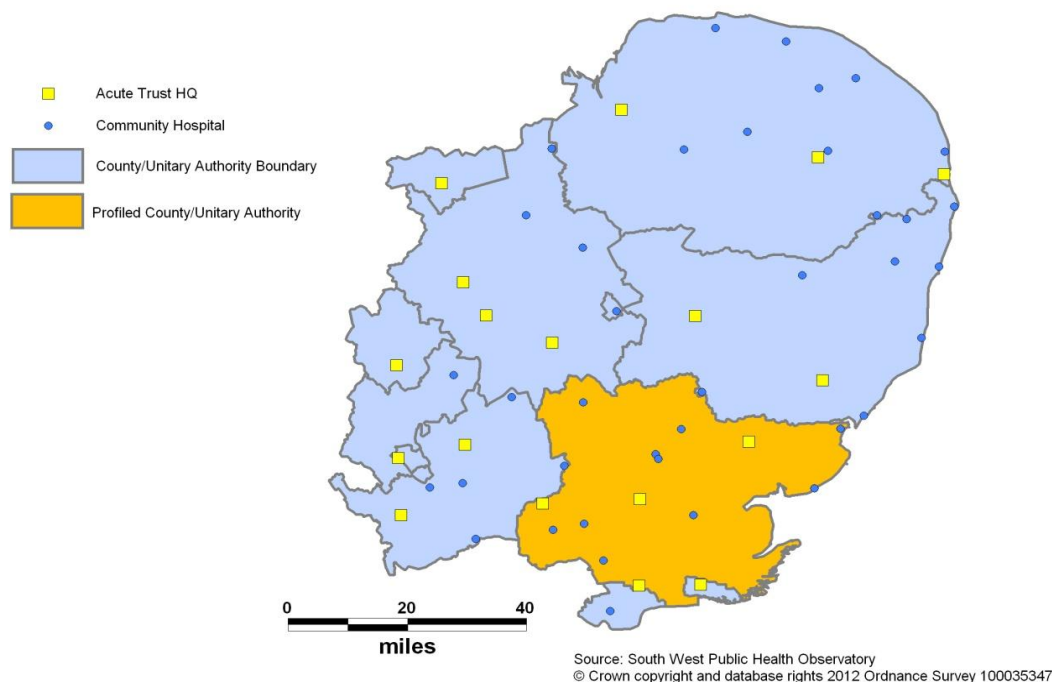 Acute Trust HQ
Community Hospital
County/Unitary Authority Boundary
Profiled County/Unitary Authority
0 20 40
miles
Source: South West Public Health Observatory
© Crown copyright and database rights 2012 Ordnance Survey 100035347